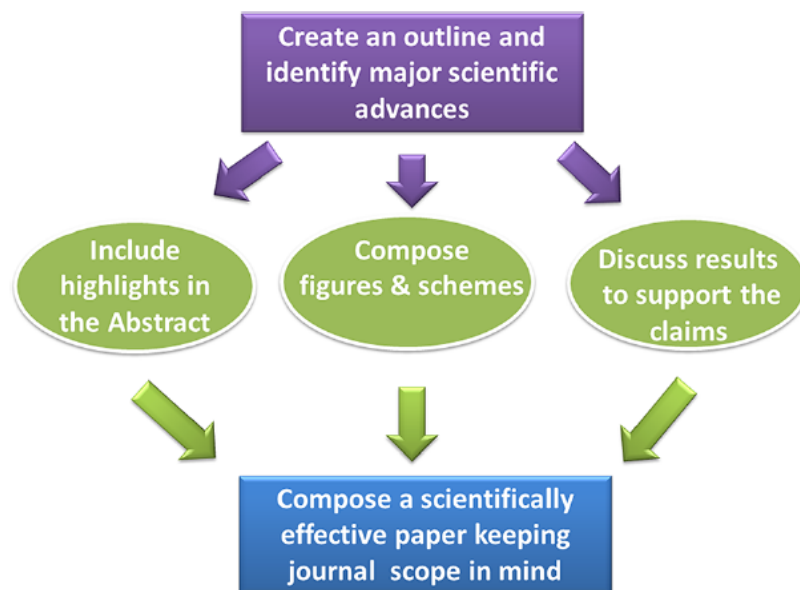 Create an outline and
identify major scientific
advances
Include
highlights in
the Abstract
Compose
figures & schemes
Discuss results
to support the
claims
Compose a scientifically
effective paper keeping
journal scope in mind